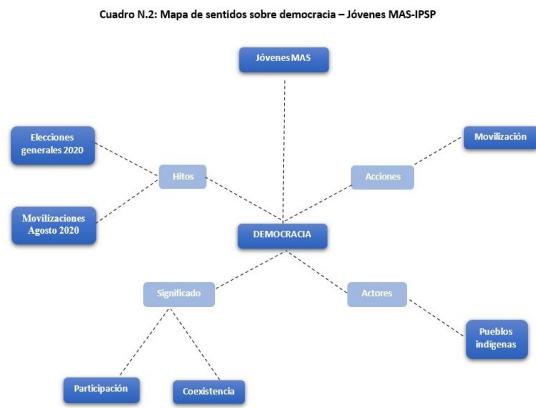 Cuadro N.2: Mapa de sentidos sobre democracia – Jóvenes MAS-IPSP
Jóvenes MAS
Elecciones
generales 2020
Movilización
Hitos
Acciones
Movilizaciones
Agosto 2020
DEMOCRACIA
Significado
Actores
Pueblos
indígenas
Participación
Coexistencia